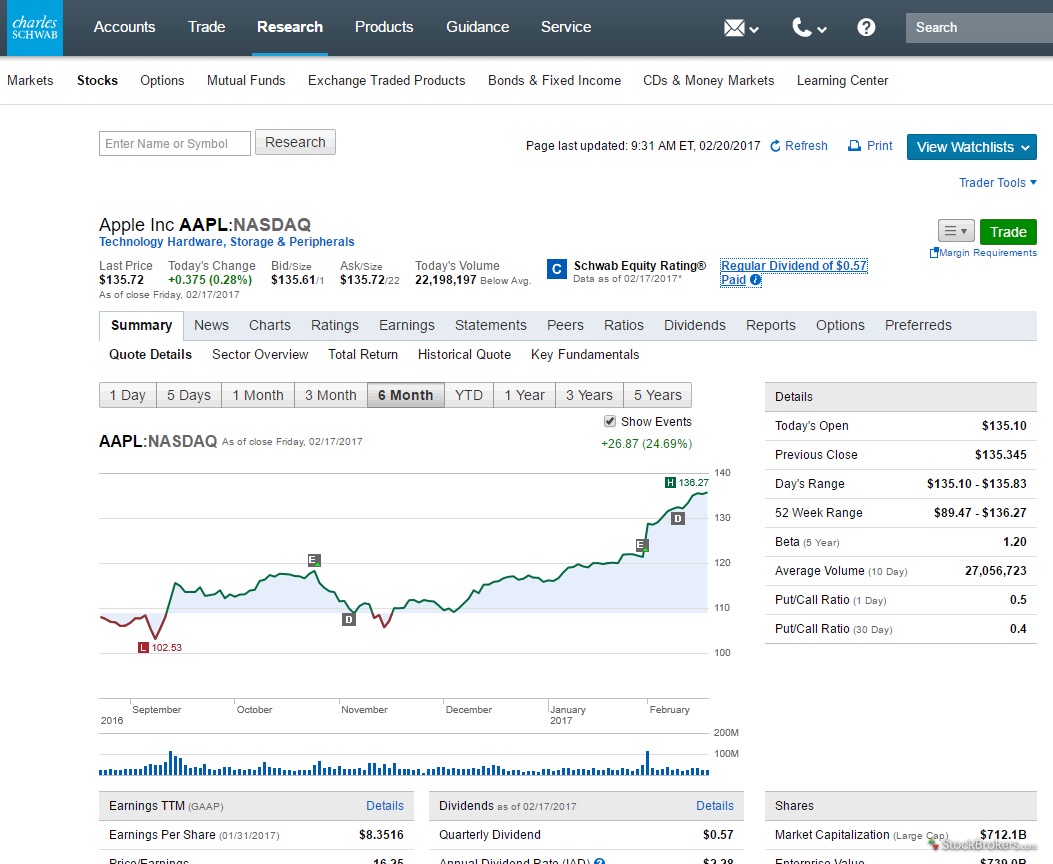 charles
SCHWAB
Accounts Trade Research Products Guidance Service Search
Markets Stocks Options Mutual Funds Exchange Traded Products Bonds & Fixed Income CDs & Money Markets Learning Center
Enter Name or Symbol Research Page last updated: 9:31 AM ET, 02/20/2017 Refresh Print View Watchlists
Trader Tools
Apple Inc AAPL:NASDAQ Trade
Technology Hardware, Storage & Peripherals
Margin Requirements
Last Price Today's Change Bid/Size Ask/Size Today's Volume C Schwab Equity Rating® Regular Dividend of $0.57
$135.72 +0.375 (0.28%) $135.61/1 $135.72/22 22,198,197 Below Avg. Data as of 02/17/2017* Paid i
As of close Friday, 02/17/2017
Summary News Charts Ratings Earnings Statements Peers Ratios Dividends Reports Options Preferreds
Quote Details Sector Overview Total Return Historical Quote Key Fundamentals
1 Day 5 Days 1 Month 3 Month 6 Month YTD 1 Year 3 Years 5 Years
Show Events
AAPL:NASDAQ As of close Friday, 02/17/2017 +26.87 (24.69%)
140
H 136.27
130
D
E
E
120
110
D
L 102.53
100
September October November December January February
2016 2017
200M
100M
Details
Today's Open $135.10
Previous Close $135.345
Day's Range $135.10 - $135.83
52 Week Range $89.47 - $136.27
Beta (5 Year) 1.20
Average Volume (10 Day) 27,056,723
Put/Call Ratio (1 Day) 0.5
Put/Call Ratio (30 Day) 0.4
Earnings TTM (GAAP) Details
Earnings Per Share (01/31/2017) $8.3516
Price/Earnings 16.25
Dividends as of 02/17/2017 Details
Quarterly Dividend $0.57
Annual Dividend Rate (IAD) ? $2.28
Shares
Market Capitalization (Large Cap) $712.1B
Enterprise Value $739.0B
StockBrokers.com